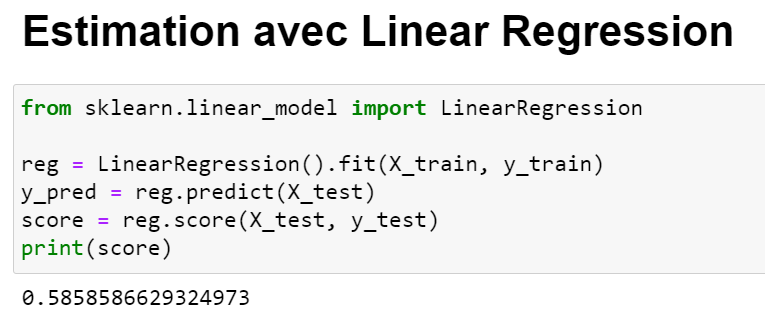 Estimation avec Linear Regression
from sklearn.linear_model import LinearRegression
reg = LinearRegression().fit(X_train, y_train)
y_pred = reg.predict(X_test)
score = reg.score(X_test, y_test)
print(score)
0.5858586629324973